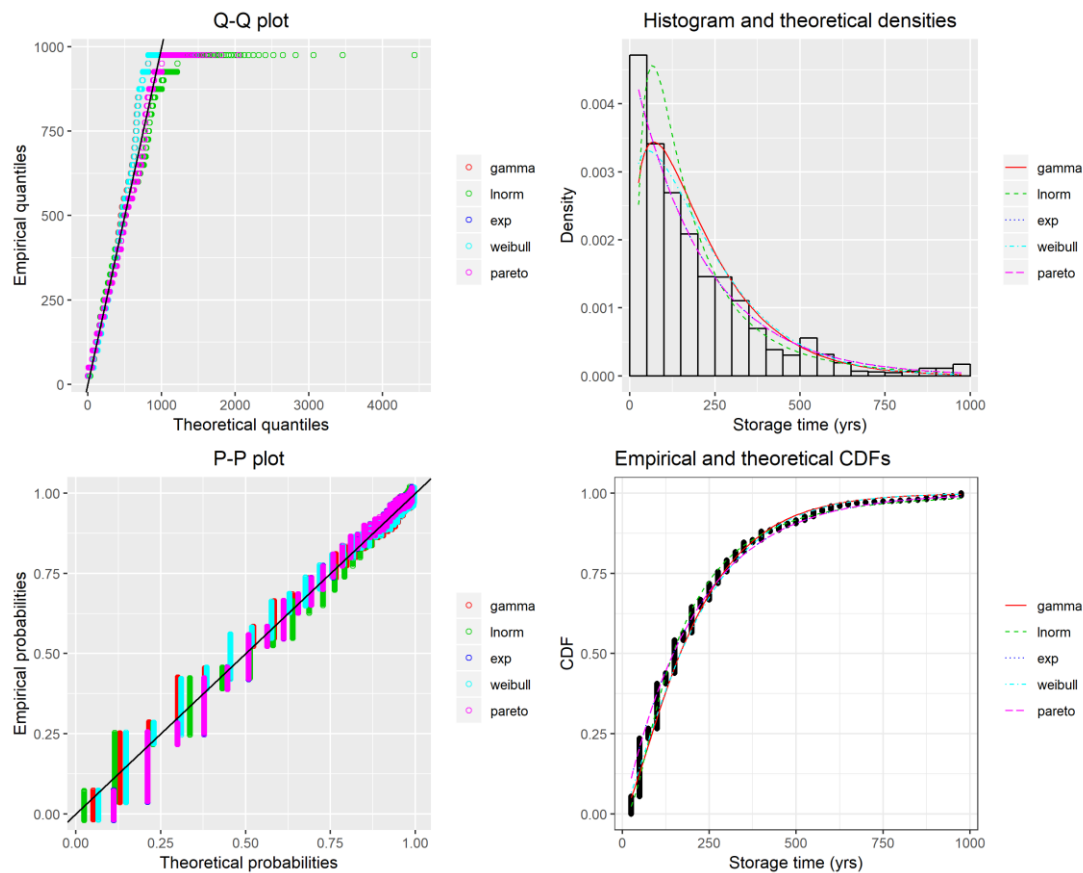 Q-Q plot
1000
750
500
250
0
Empirical quantiles
0 1000 2000 3000 4000
Theoretical quantiles
gamma
lnorm
exp
weibull
pareto
Histogram and theoretical densities
0.004
0.003
0.002
0.001
0.000
Density
0 250 500 750 1000
Storage time (yrs)
gamma
lnorm
exp
weibull
pareto
P-P plot
1.00
0.75
0.50
0.25
0.00
Empirical probabilities
0.00 0.25 0.50 0.75 1.00
Theoretical probabilities
gamma
lnorm
exp
weibull
pareto
Empirical and theoretical CDFs
1.00
0.75
0.50
0.25
0.00
CDF
0 250 500 750 1000
Storage time (yrs)
gamma
lnorm
exp
weibull
pareto